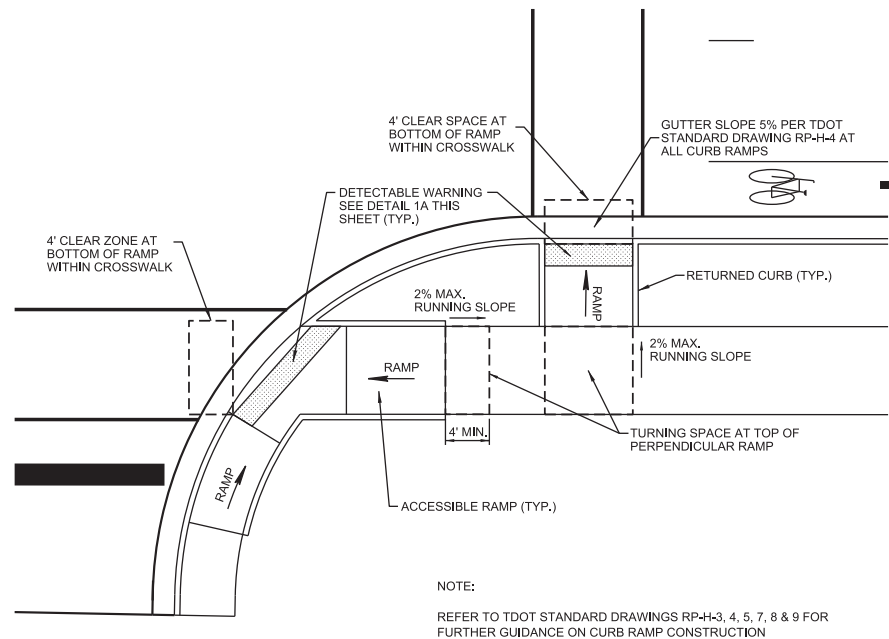 4' CLEAR SPACE AT
BOTTOM OF RAMP
WITHIN CROSSWALK
GUTTER SLOPE 5% PER TDOT
STANDARD DRAWING RP-H-4 AT
ALL CURB RAMPS
DETECTABLE WARNING
SEE DETAIL 1A THIS
SHEET (TYP.)
4' CLEAR ZONE AT
BOTTOM OF RAMP
WITHIN CROSSWALK
RETURNED CURB (TYP.)
2% MAX.
RUNNING SLOPE
RAMP
2% MAX.
RUNNING SLOPE
RAMP
4' MIN.
TURNING SPACE AT TOP OF
PERPENDICULAR RAMP
RAMP
ACCESSIBLE RAMP (TYP.)
NOTE:
REFER TO TDOT STANDARD DRAWINGS RP-H-3, 4, 5, 7, 8 & 9 FOR
FURTHER GUIDANCE ON CURB RAMP CONSTRUCTION